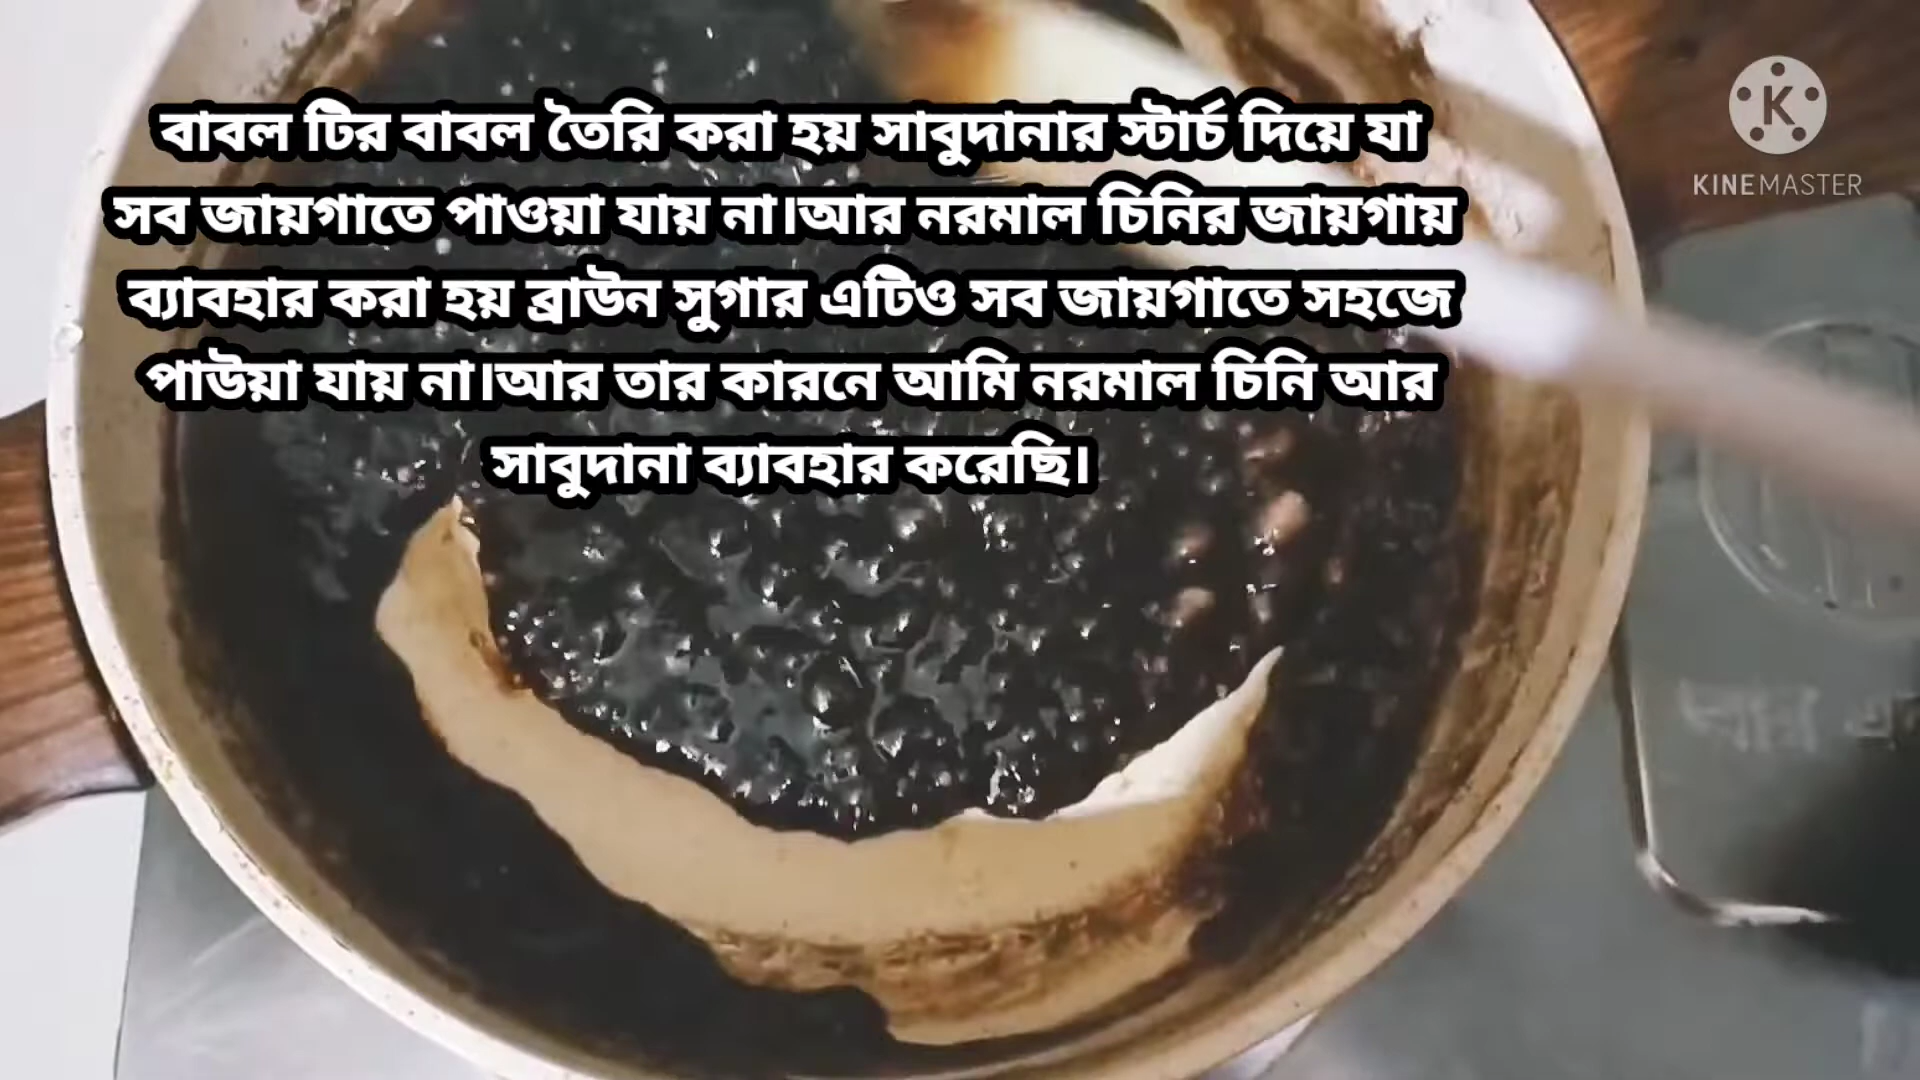 বাবল টির বাবল তৈরি করা হয় সাবুদানার স্টার্চ দিয়ে যা
সব জায়গাতে পাওয়া যায় না।আর নরমাল চিনির জায়গায়
ব্যাবহার করা হয় ব্রাউন সুগার এটিও সব জায়গাতে সহজে
পাউয়া যায় না।আর তার কারনে আমি নরমাল চিনি আর
সাবুদানা ব্যাবহার করেছি।
K
KINEMASTER